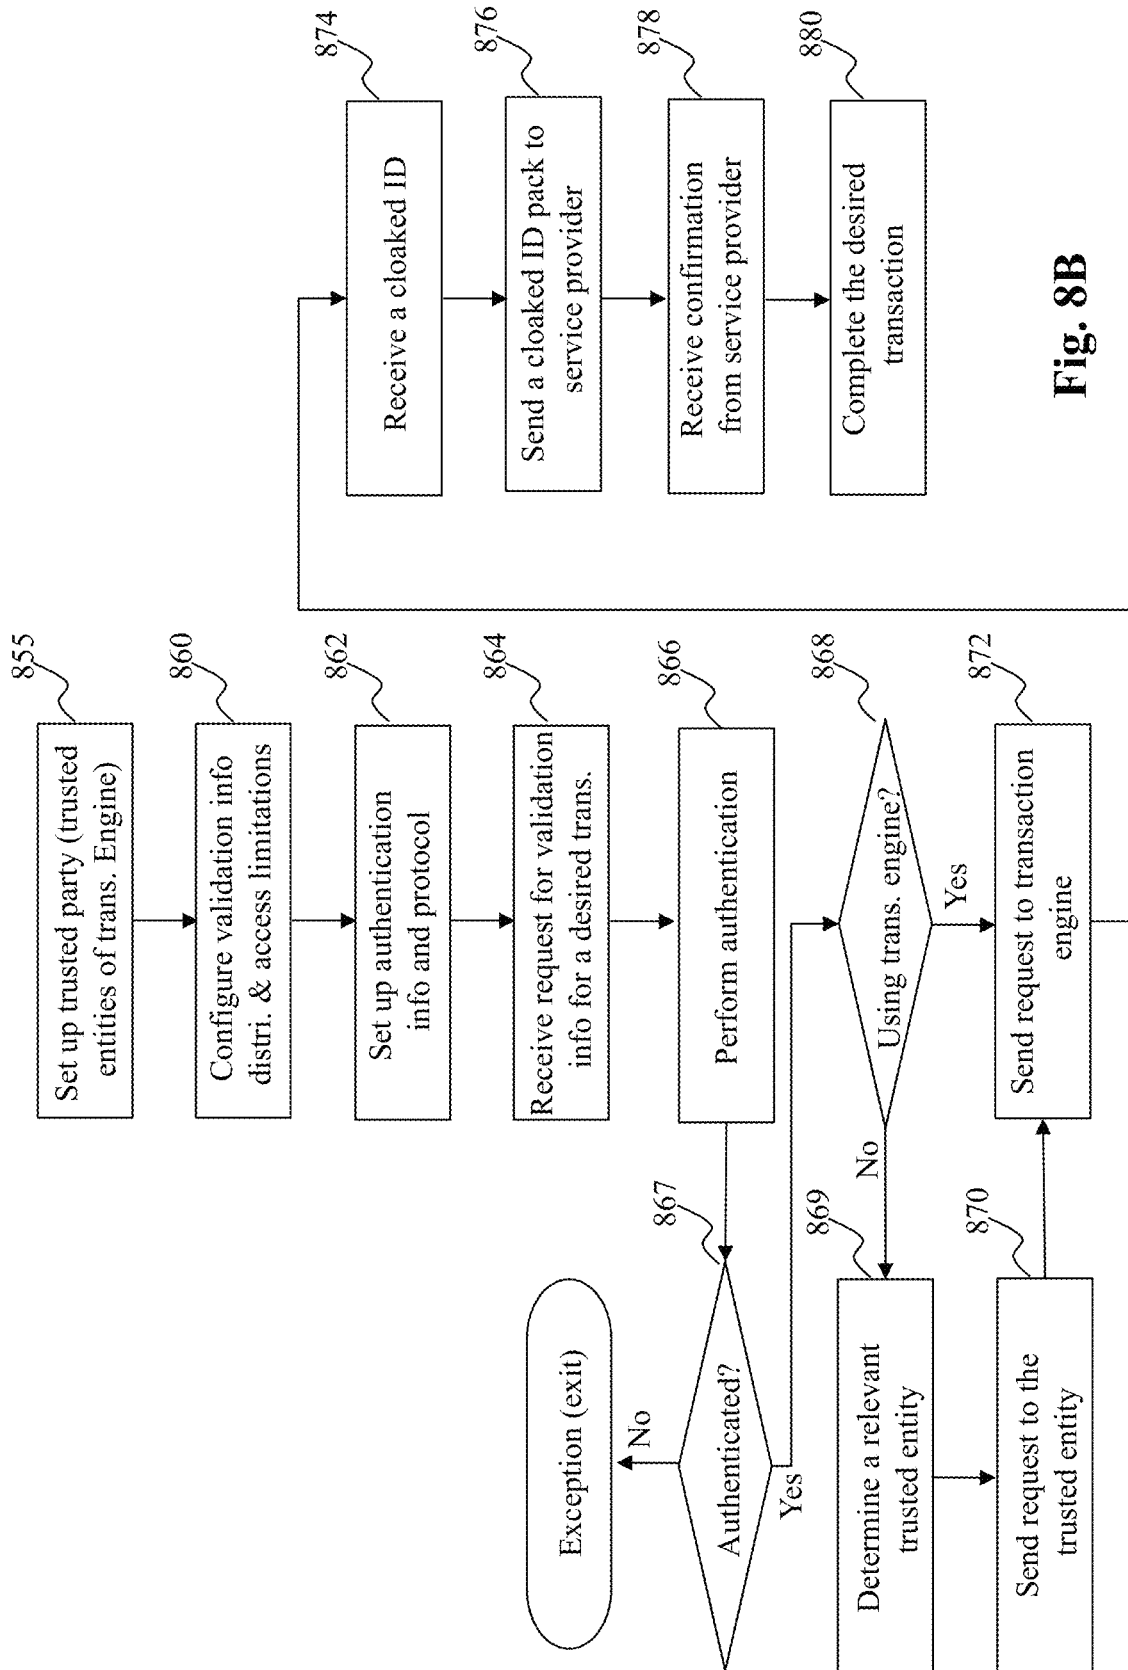 855
Set up trusted party (trusted
entities of trans. Engine)
860
Configure validation info
distri. & access limitations
862
Set up authentication
info and protocol
864
Receive request for validation
info for a desired trans.
866
Perform authentication
867
Authenticated?
No
Exception (exit)
Yes
868
Using trans. engine?
No
Yes
869
Determine a relevant
trusted entity
870
Send request to the
trusted entity
872
Send request to transaction
engine
874
Receive a cloaked ID
876
Send a cloaked ID pack to
service provider
878
Receive confirmation
from service provider
880
Complete the desired
transaction
Fig. 8B